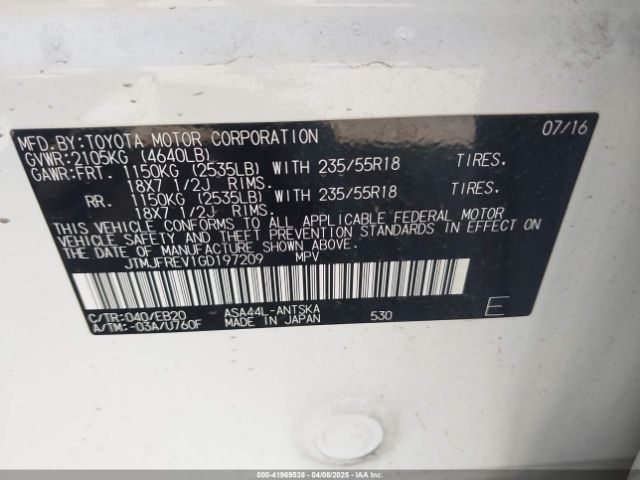 MFD.BY:TOYOTA MOTOR CORPORATION 07/16
GVWR:2105KG (4640LB)
GAWR:FRT. 1150KG (2535LB) WITH 235/55R18 TIRES.
18X7 1/2J RIMS.
RR. 1150KG (2535LB) WITH 235/55R18 TIRES.
18X7 1/2J RIMS.
THIS VEHICLE CONFORMS TO ALL APPLICABLE FEDERAL MOTOR
VEHICLE SAFETY AND THEFT PREVENTION STANDARDS IN EFFECT ON
THE DATE OF MANUFACTURE SHOWN ABOVE.
JTMJFREV1GD197209 MPV
C/TR:040/EB20 ASA44L-ANTSKA 530 E
A/TM:-03A/U760F MADE IN JAPAN
000-41969538 - 04/08/2025 - IAAI.COM